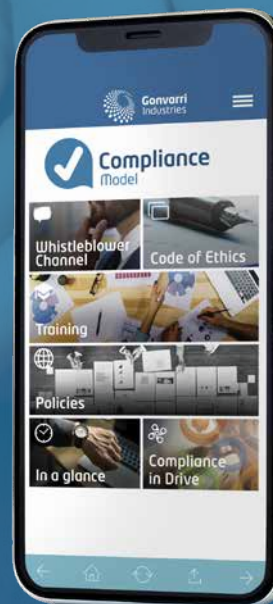 Gonvarri
Industries
Compliance
Model
Whistleblower
Channel
Code of Ethics
Training
Policies
In a glance
Compliance
in Drive